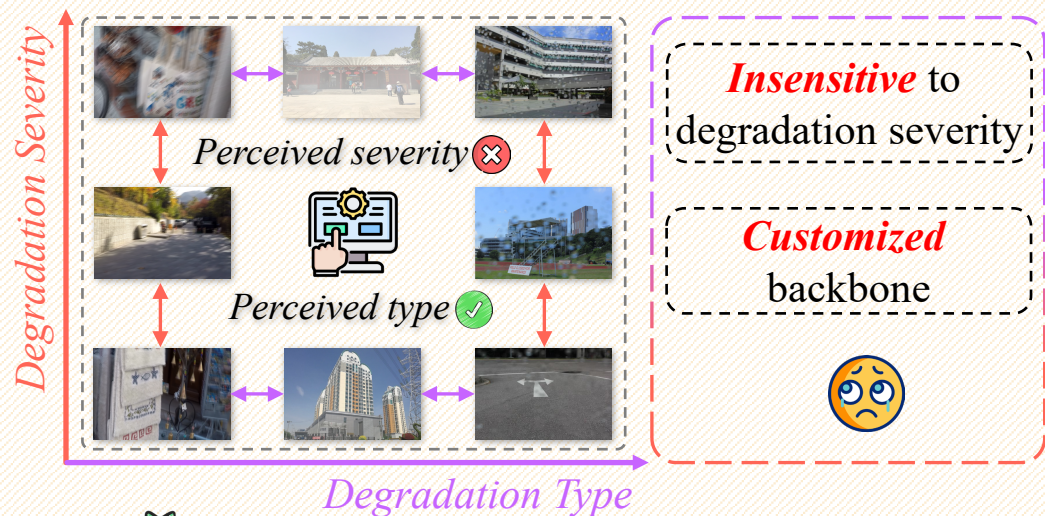 Degradation Severity
Perceived severity
Perceived type
Degradation Type
Insensitive to
degradation severity
Customized
backbone